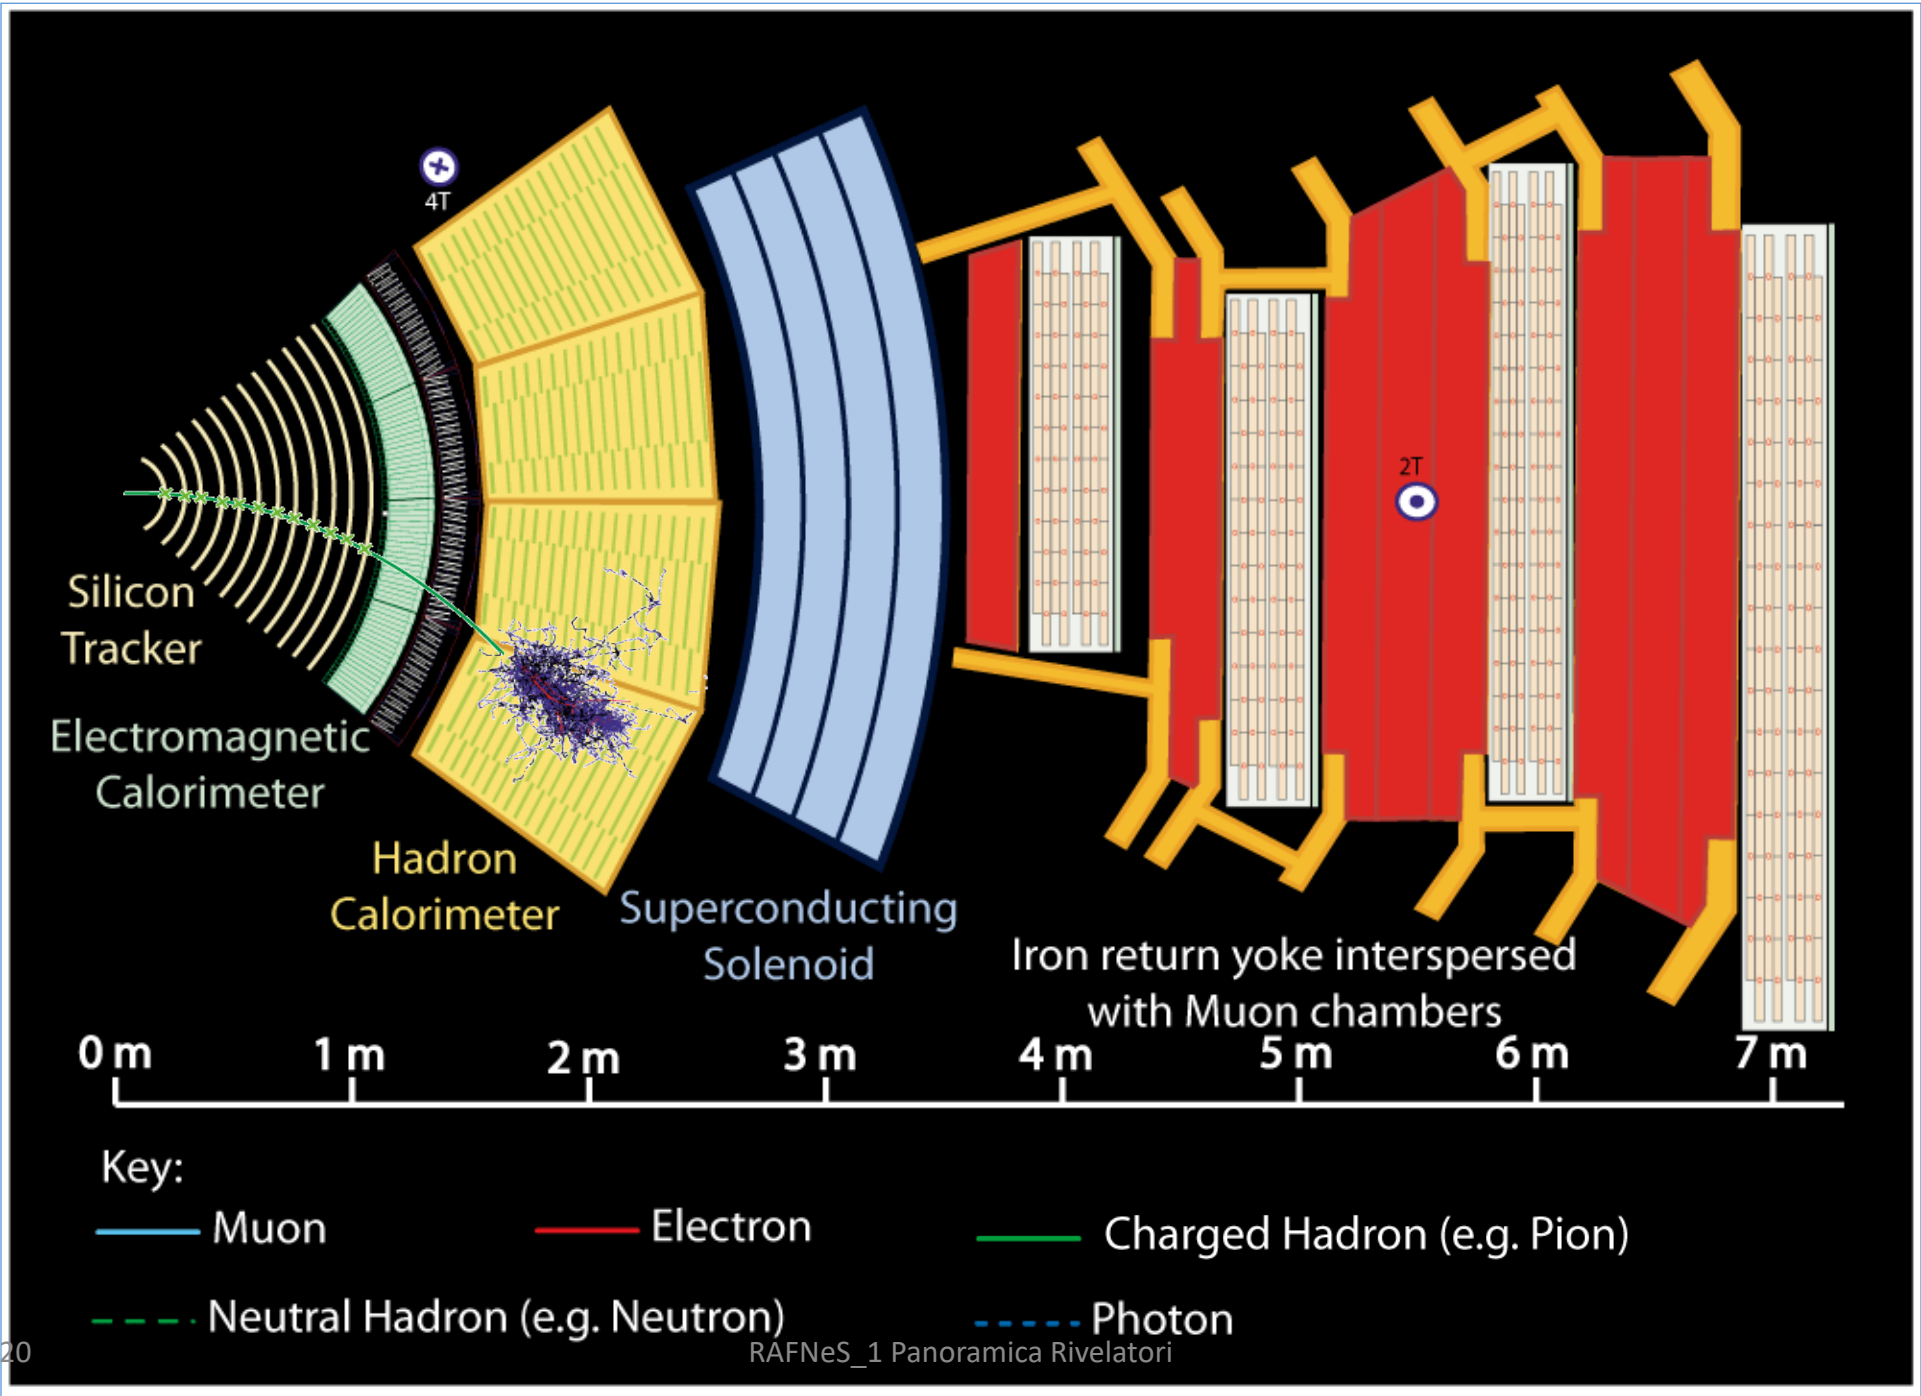 4T
2T
Silicon
Tracker
Electromagnetic
Calorimeter
Hadron
Calorimeter
Superconducting
Solenoid
Iron return yoke interspersed
with Muon chambers
0 m 1 m 2 m 3 m 4 m 5 m 6 m 7 m
Key:
Muon Electron Charged Hadron (e.g. Pion)
Neutral Hadron (e.g. Neutron) Photon
20 RAFNeS_1 Panoramica Rivelatori